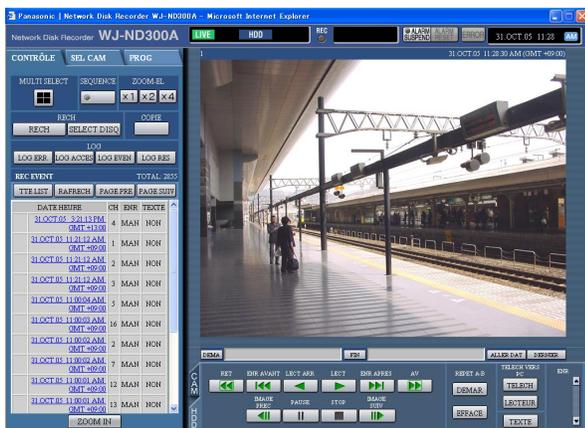 Panasonic | Network Disk Recorder WJ-ND300A - Microsoft Internet Explorer
Network Disk Recorder WJ-ND300A
LIVE HDD REC ALARM SUSPEND ALARM RESET ERROR 31.OCT.05 11:28 AM
CONTRÔLE SEL CAM PROG
1 31.OCT.05 11:28:30 AM (GMT +09:00)
MULTI SELECT SEQUENCE ZOOM-EL
x1 x2 x4
RECH COPIE
RECH SELECT DISQ
LOG
LOG ERR. LOG ACCES LOG EVEN LOG RES
REC EVENT TOTAL: 2855
TTE LIST RAFRECH PAGE PRE PAGE SUIV
DATE HEURE CH ENR TEXTE
31.OCT.05 3:21:13 PM GMT +13:00 4 MAN NON
31.OCT.05 11:21:12 AM GMT +09:00 1 MAN NON
31.OCT.05 11:21:12 AM GMT +09:00 2 MAN NON
31.OCT.05 11:21:12 AM GMT +09:00 3 MAN NON
31.OCT.05 11:00:04 AM GMT +09:00 5 MAN NON
31.OCT.05 11:00:03 AM GMT +09:00 16 MAN NON
31.OCT.05 11:00:02 AM GMT +09:00 2 MAN NON
31.OCT.05 11:00:02 AM GMT +09:00 7 MAN NON
31.OCT.05 11:00:01 AM GMT +09:00 12 MAN NON
31.OCT.05 11:00:01 AM GMT +09:00 13 MAN NON
ZOOM IN
DEMA FIN ALLER DAT DERNIER
CAM
HDD
RET ENR AVANT LECT ARR LECT ENR APRES AV
IMAGE PREC PAUSE STOP IMAGE SUIV
REPET A-B
DEMAR
EFFACE
TELECH VERS PC
TELECH
LECTEUR
TEXTE
ENR